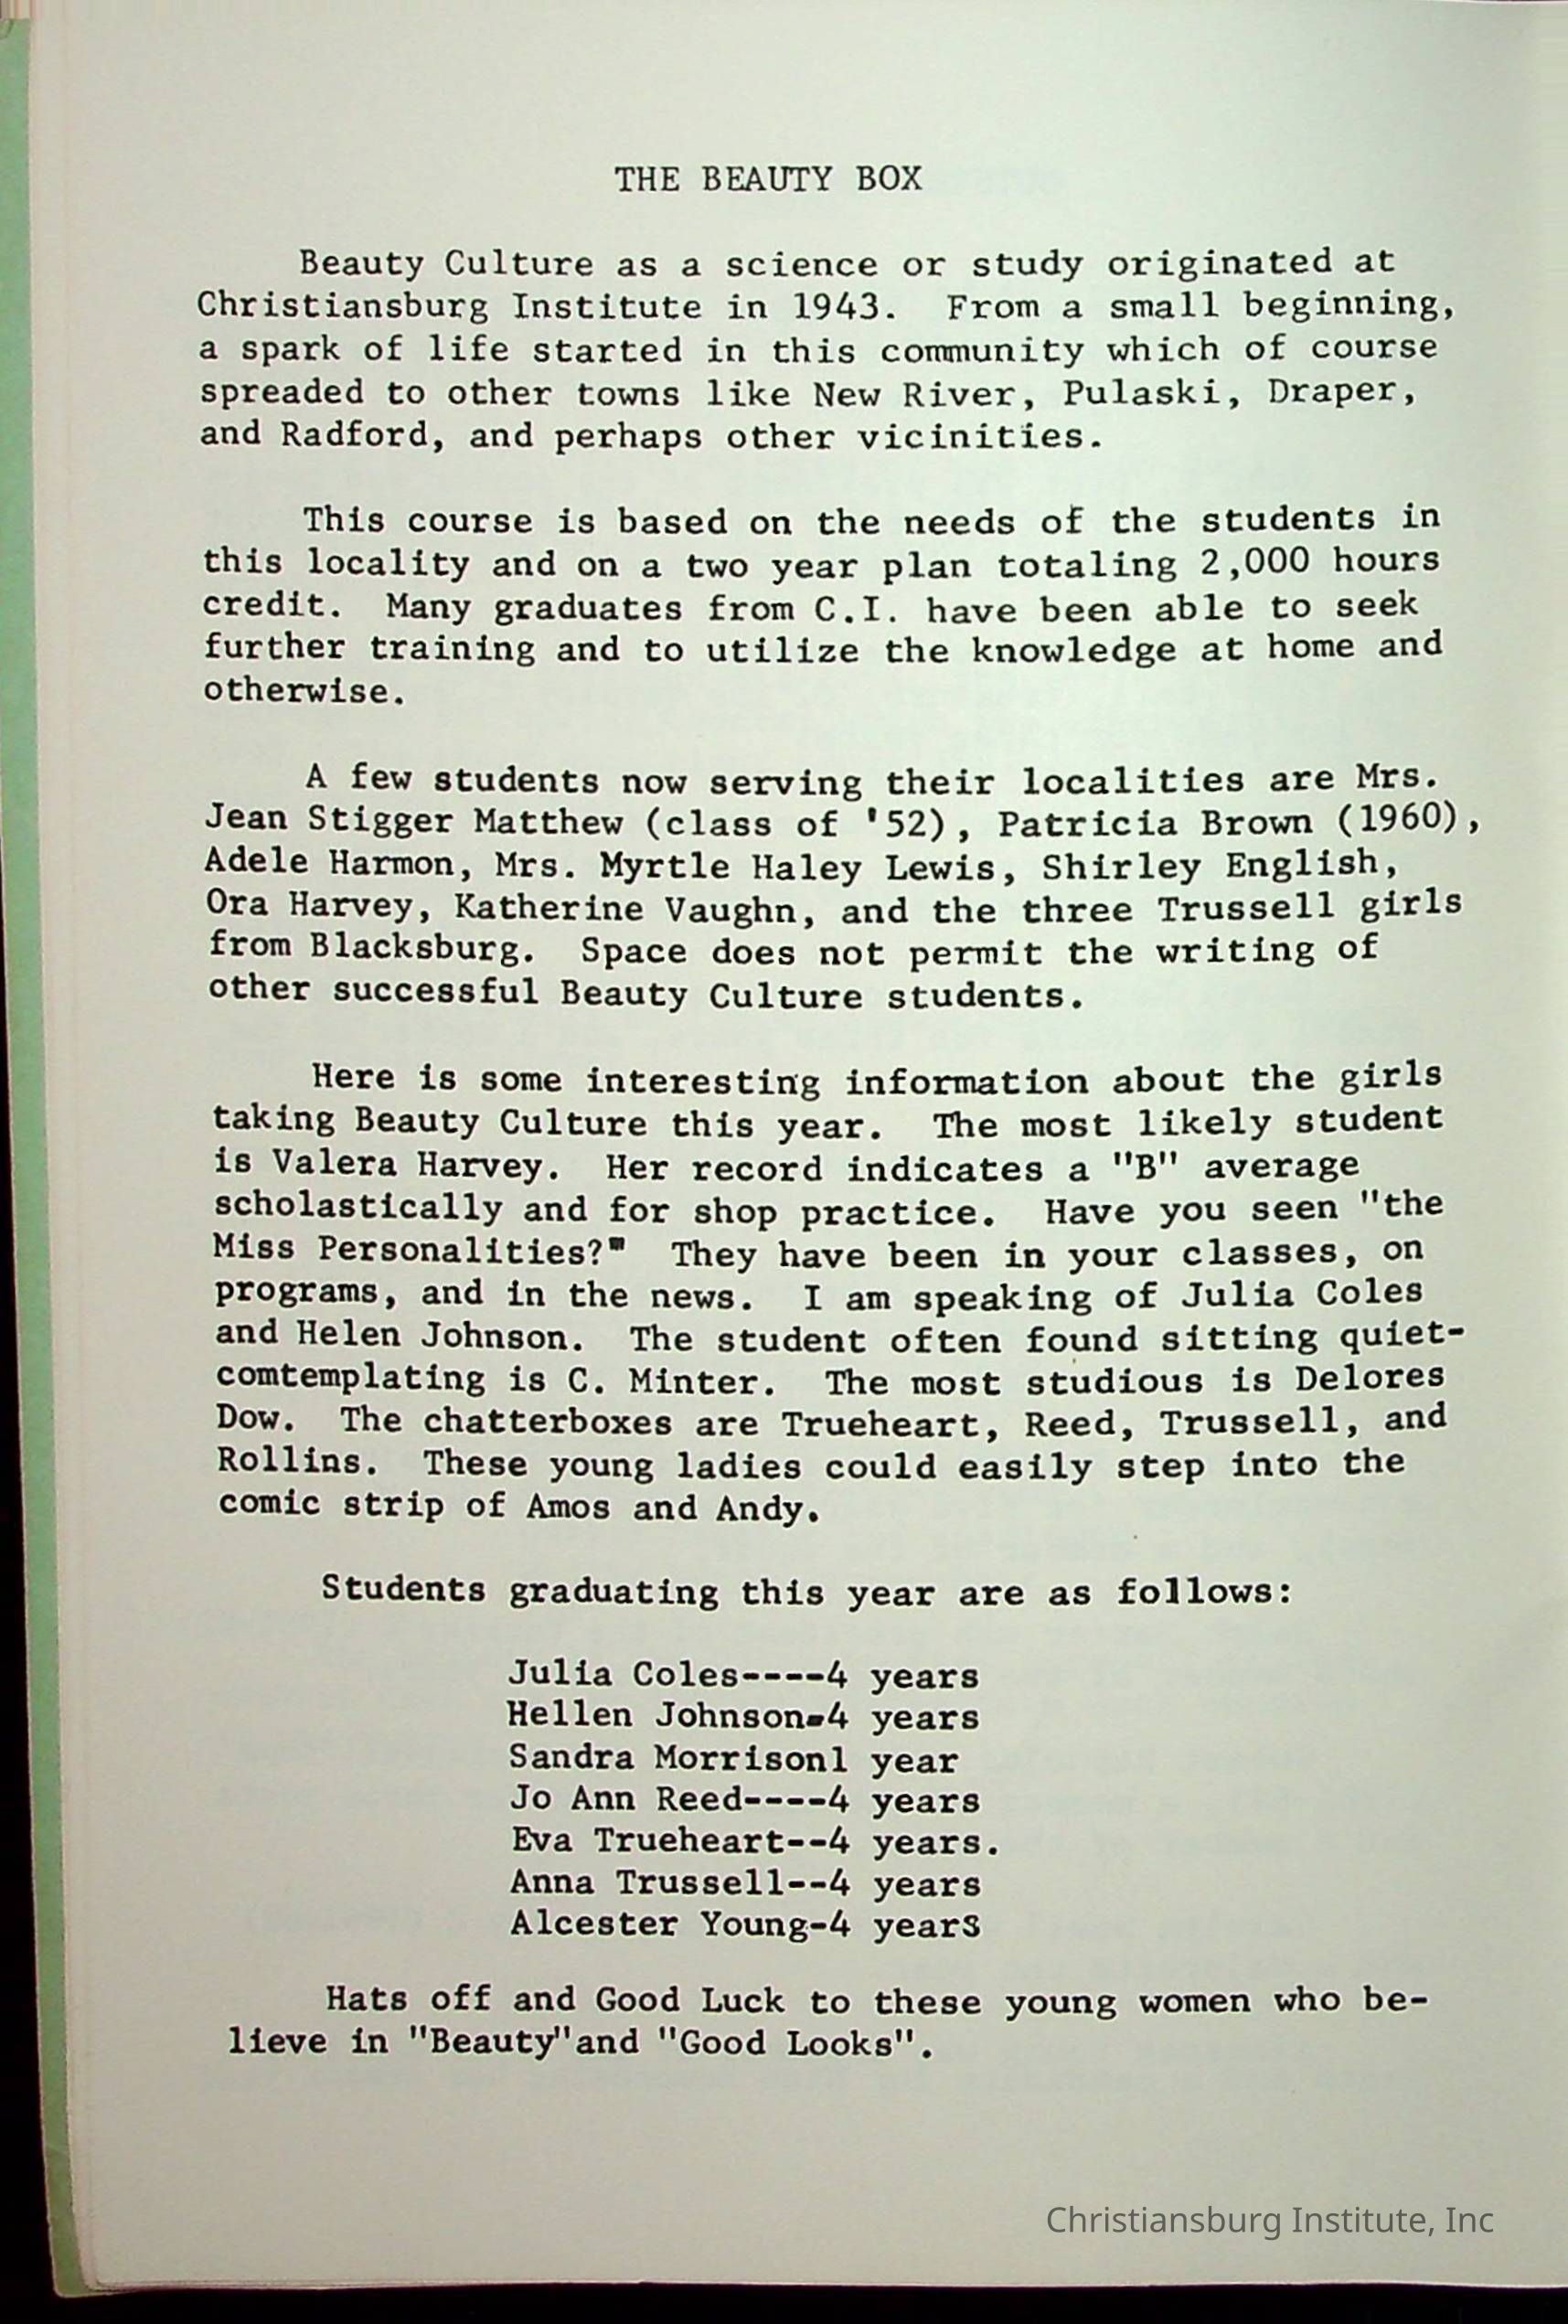 THE BEAUTY BOX
Beauty Culture as a science or study originated at
Christiansburg Institute in 1943. From a small beginning,
a spark of life started in this community which of course
spreaded to other towns like New River, Pulaski, Draper,
and Radford, and perhaps other vicinities.
This course is based on the needs of the students in
this locality and on a two year plan totaling 2,000 hours
credit. Many graduates from C.I. have been able to seek
further training and to utilize the knowledge at home and
otherwise.
A few students now serving their localities are Mrs.
Jean Stigger Matthew (class of '52), Patricia Brown (1960),
Adele Harmon, Mrs. Myrtle Haley Lewis, Shirley English,
Ora Harvey, Katherine Vaughn, and the three Trussell girls
from Blacksburg. Space does not permit the writing of
other successful Beauty Culture students.
Here is some interesting information about the girls
taking Beauty Culture this year. The most likely student
is Valera Harvey. Her record indicates a "B" average
scholastically and for shop practice. Have you seen "the
Miss Personalities?" They have been in your classes, on
programs, and in the news. I am speaking of Julia Coles
and Helen Johnson. The student often found sitting quiet-
comtemplating is C. Minter. The most studious is Delores
Dow. The chatterboxes are Trueheart, Reed, Trussell, and
Rollins. These young ladies could easily step into the
comic strip of Amos and Andy.
Students graduating this year are as follows:
Julia Coles----4 years
Hellen Johnson-4 years
Sandra Morrison1 year
Jo Ann Reed----4 years
Eva Trueheart--4 years.
Anna Trussell--4 years
Alcester Young-4 yearS
Hats off and Good Luck to these young women who be-
lieve in "Beauty"and "Good Looks".
Christiansburg Institute, Inc